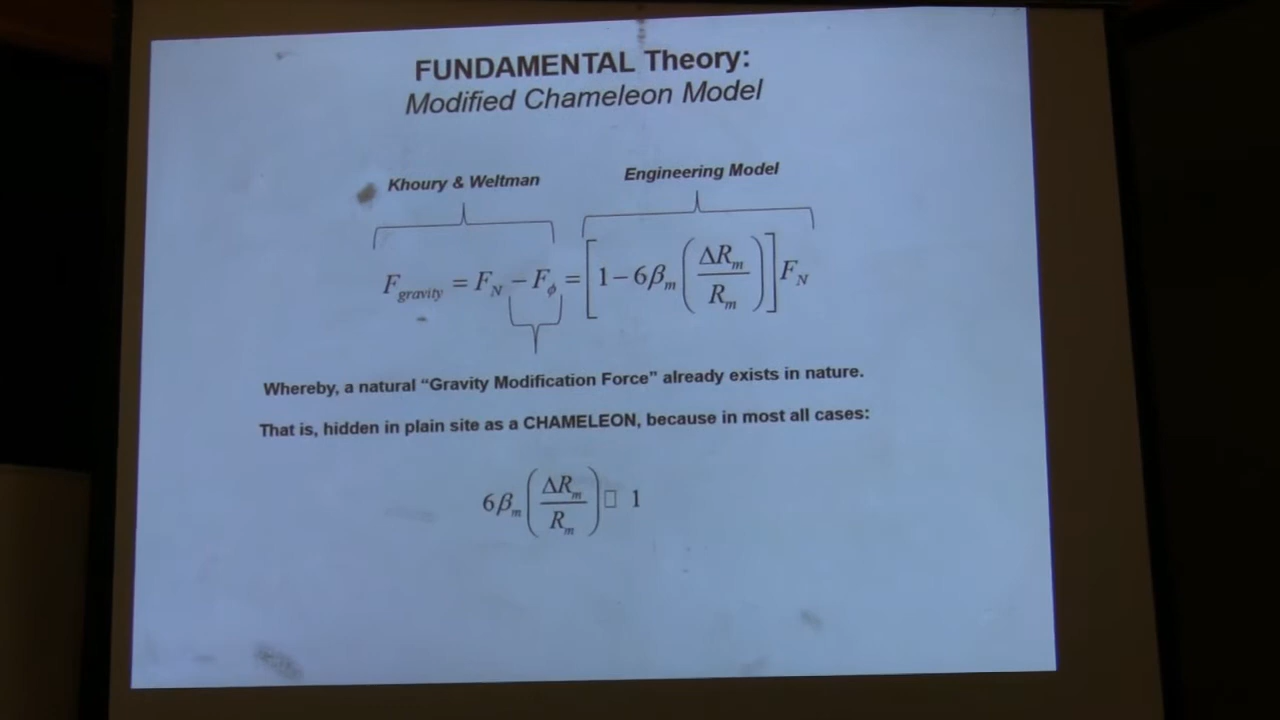 FUNDAMENTAL Theory:
Modified Chameleon Model
Khoury & Weltman
Engineering Model
F_gravity = F_N − F_ϕ = [1 − 6β_m (ΔR_m / R_m)] F_N
Whereby, a natural “Gravity Modification Force” already exists in nature.
That is, hidden in plain site as a CHAMELEON, because in most all cases:
6β_m (ΔR_m / R_m) □ 1